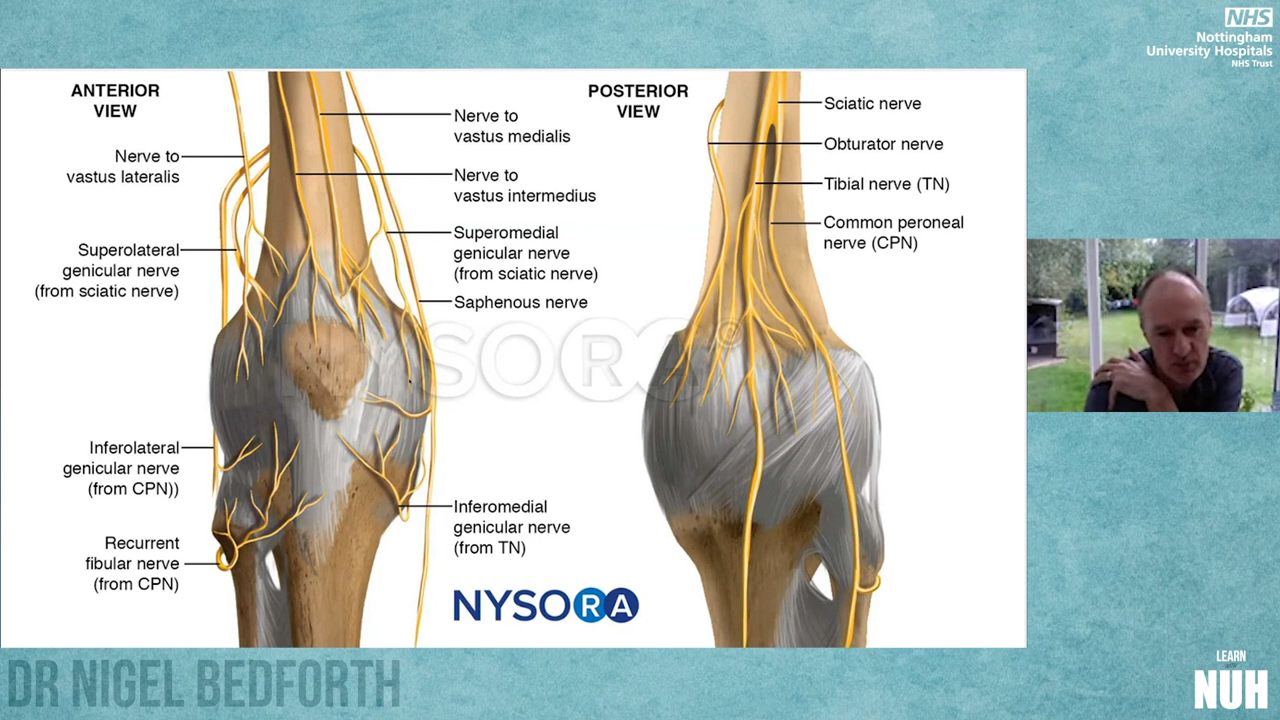 NHS
Nottingham
University Hospitals
NHS Trust
ANTERIOR
VIEW
Nerve to
vastus lateralis
Superolateral
genicular nerve
(from sciatic nerve)
Inferolateral
genicular nerve
(from CPN))
Recurrent
fibular nerve
(from CPN)
Nerve to
vastus medialis
Nerve to
vastus intermedius
Superomedial
genicular nerve
(from sciatic nerve)
Saphenous nerve
Inferomedial
genicular nerve
(from TN)
POSTERIOR
VIEW
Sciatic nerve
Obturator nerve
Tibial nerve (TN)
Common peroneal
nerve (CPN)
NYSORA
NYSORA
DR NIGEL BEDFORTH
LEARN
NUH